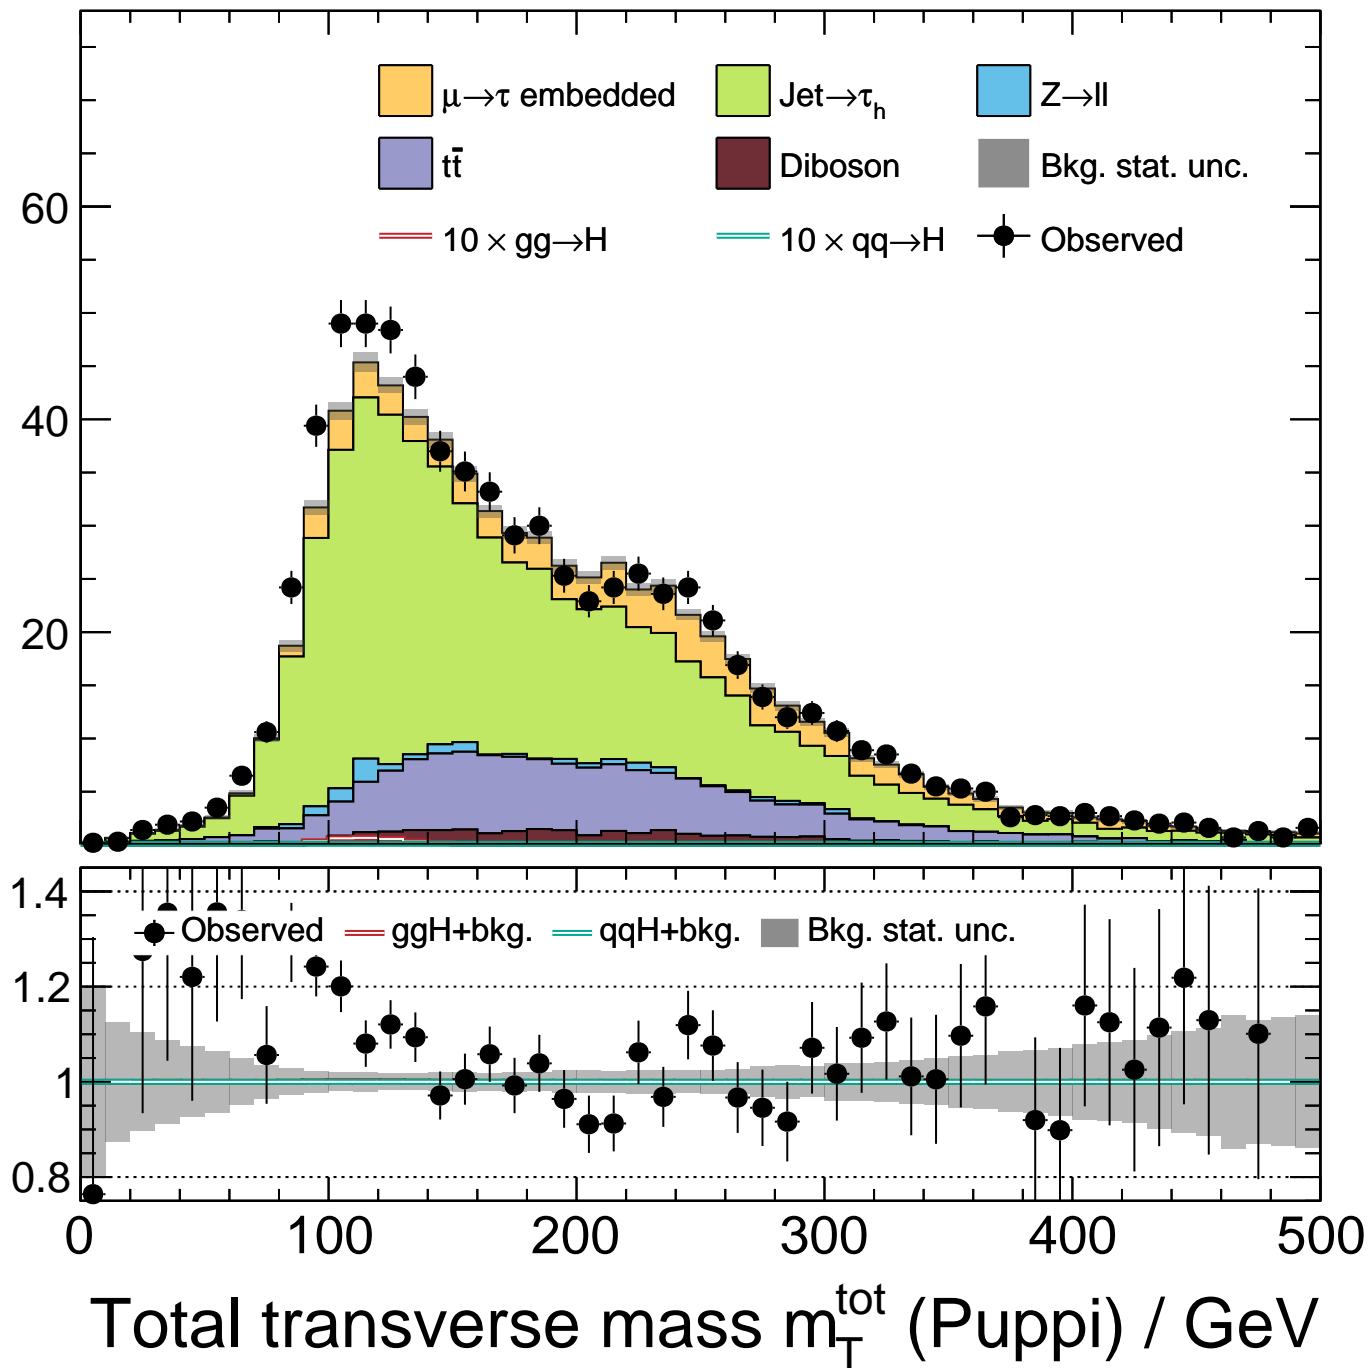 μ→τ embedded Jet→τh Z→ll
tt̄ Diboson Bkg. stat. unc.
10 × gg→H 10 × qq→H Observed
60
40
20
1.4
Observed ggH+bkg. qqH+bkg. Bkg. stat. unc.
1.2
1
0.8
0 100 200 300 400 500
Total transverse mass m_T^tot (Puppi) / GeV